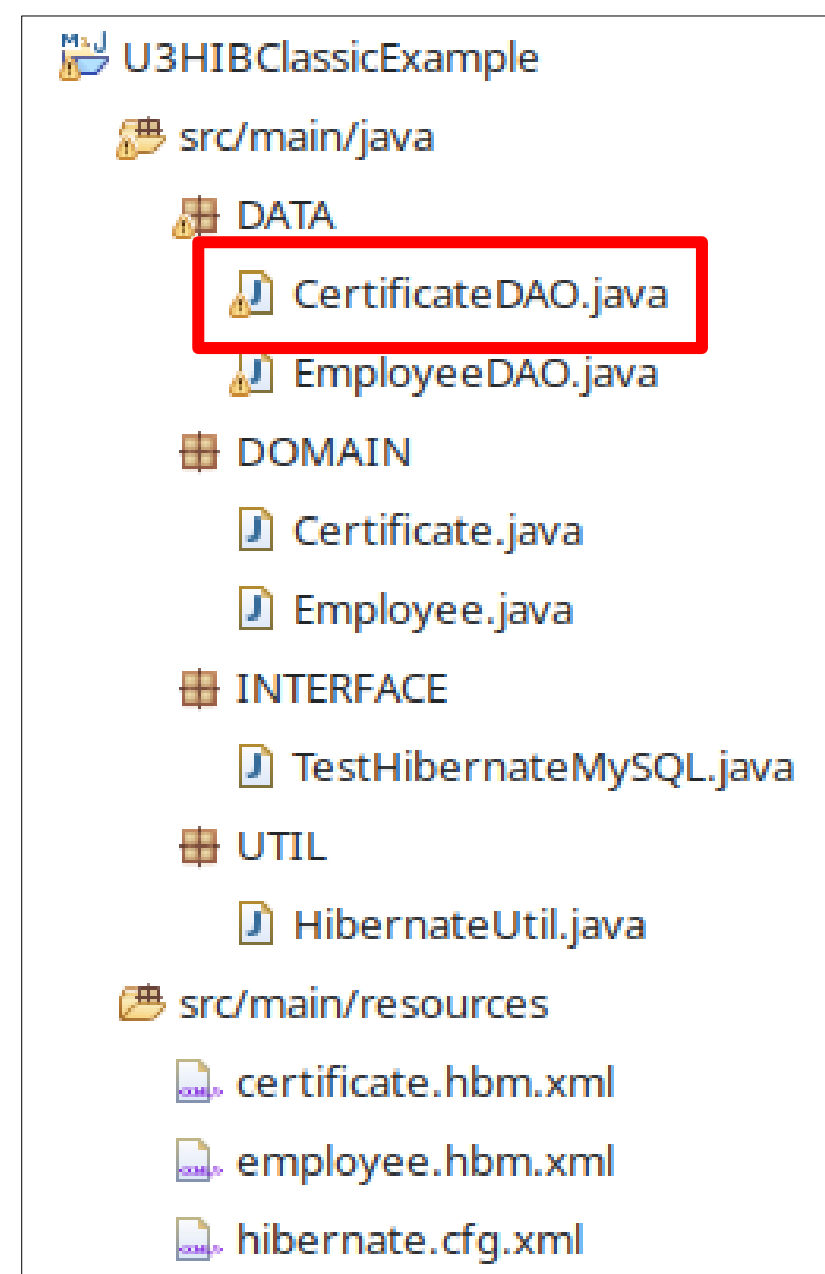 U3HIBClassicExample
src/main/java
DATA
CertificateDAO.java
EmployeeDAO.java
DOMAIN
Certificate.java
Employee.java
INTERFACE
TestHibernateMySQL.java
UTIL
HibernateUtil.java
src/main/resources
certificate.hbm.xml
employee.hbm.xml
hibernate.cfg.xml